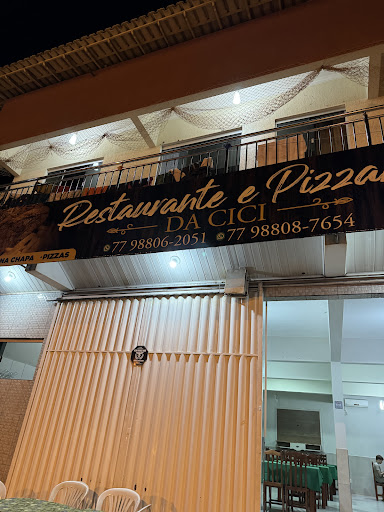 Restaurante e Pizzar
DA CICI
77 98806-2051 77 98808-7654
NA CHAPA · PIZZAS